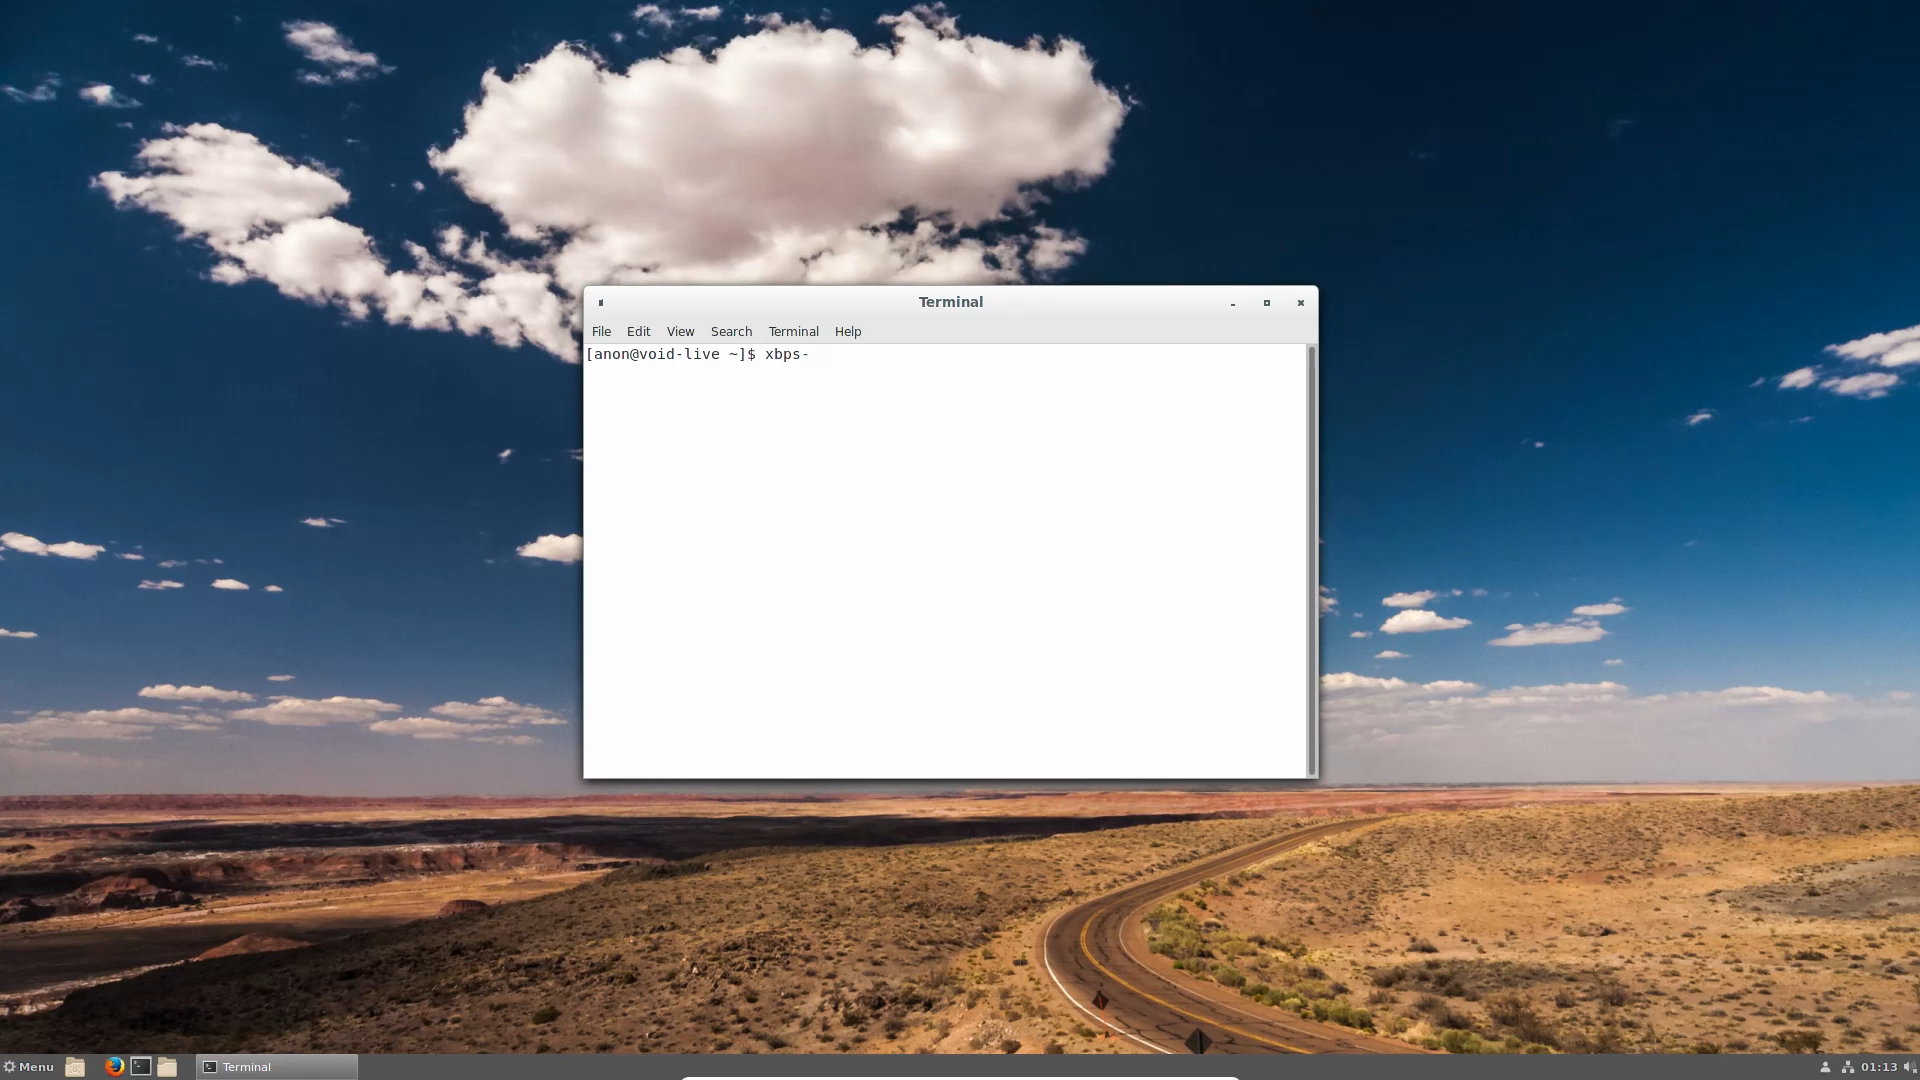 Terminal
File Edit View Search Terminal Help
[anon@void-live ~]$ xbps-
Menu Terminal 01:13